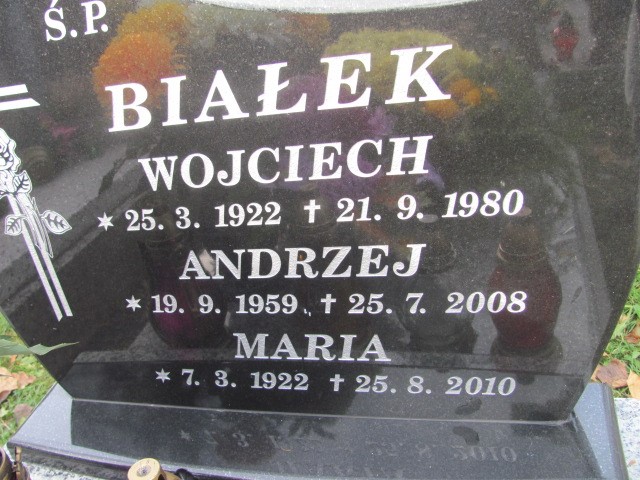 Ś.P.
BIAŁEK
WOJCIECH
* 25. 3. 1922 † 21. 9. 1980
ANDRZEJ
* 19. 9. 1959 † 25. 7. 2008
MARIA
* 7. 3. 1922 † 25. 8. 2010